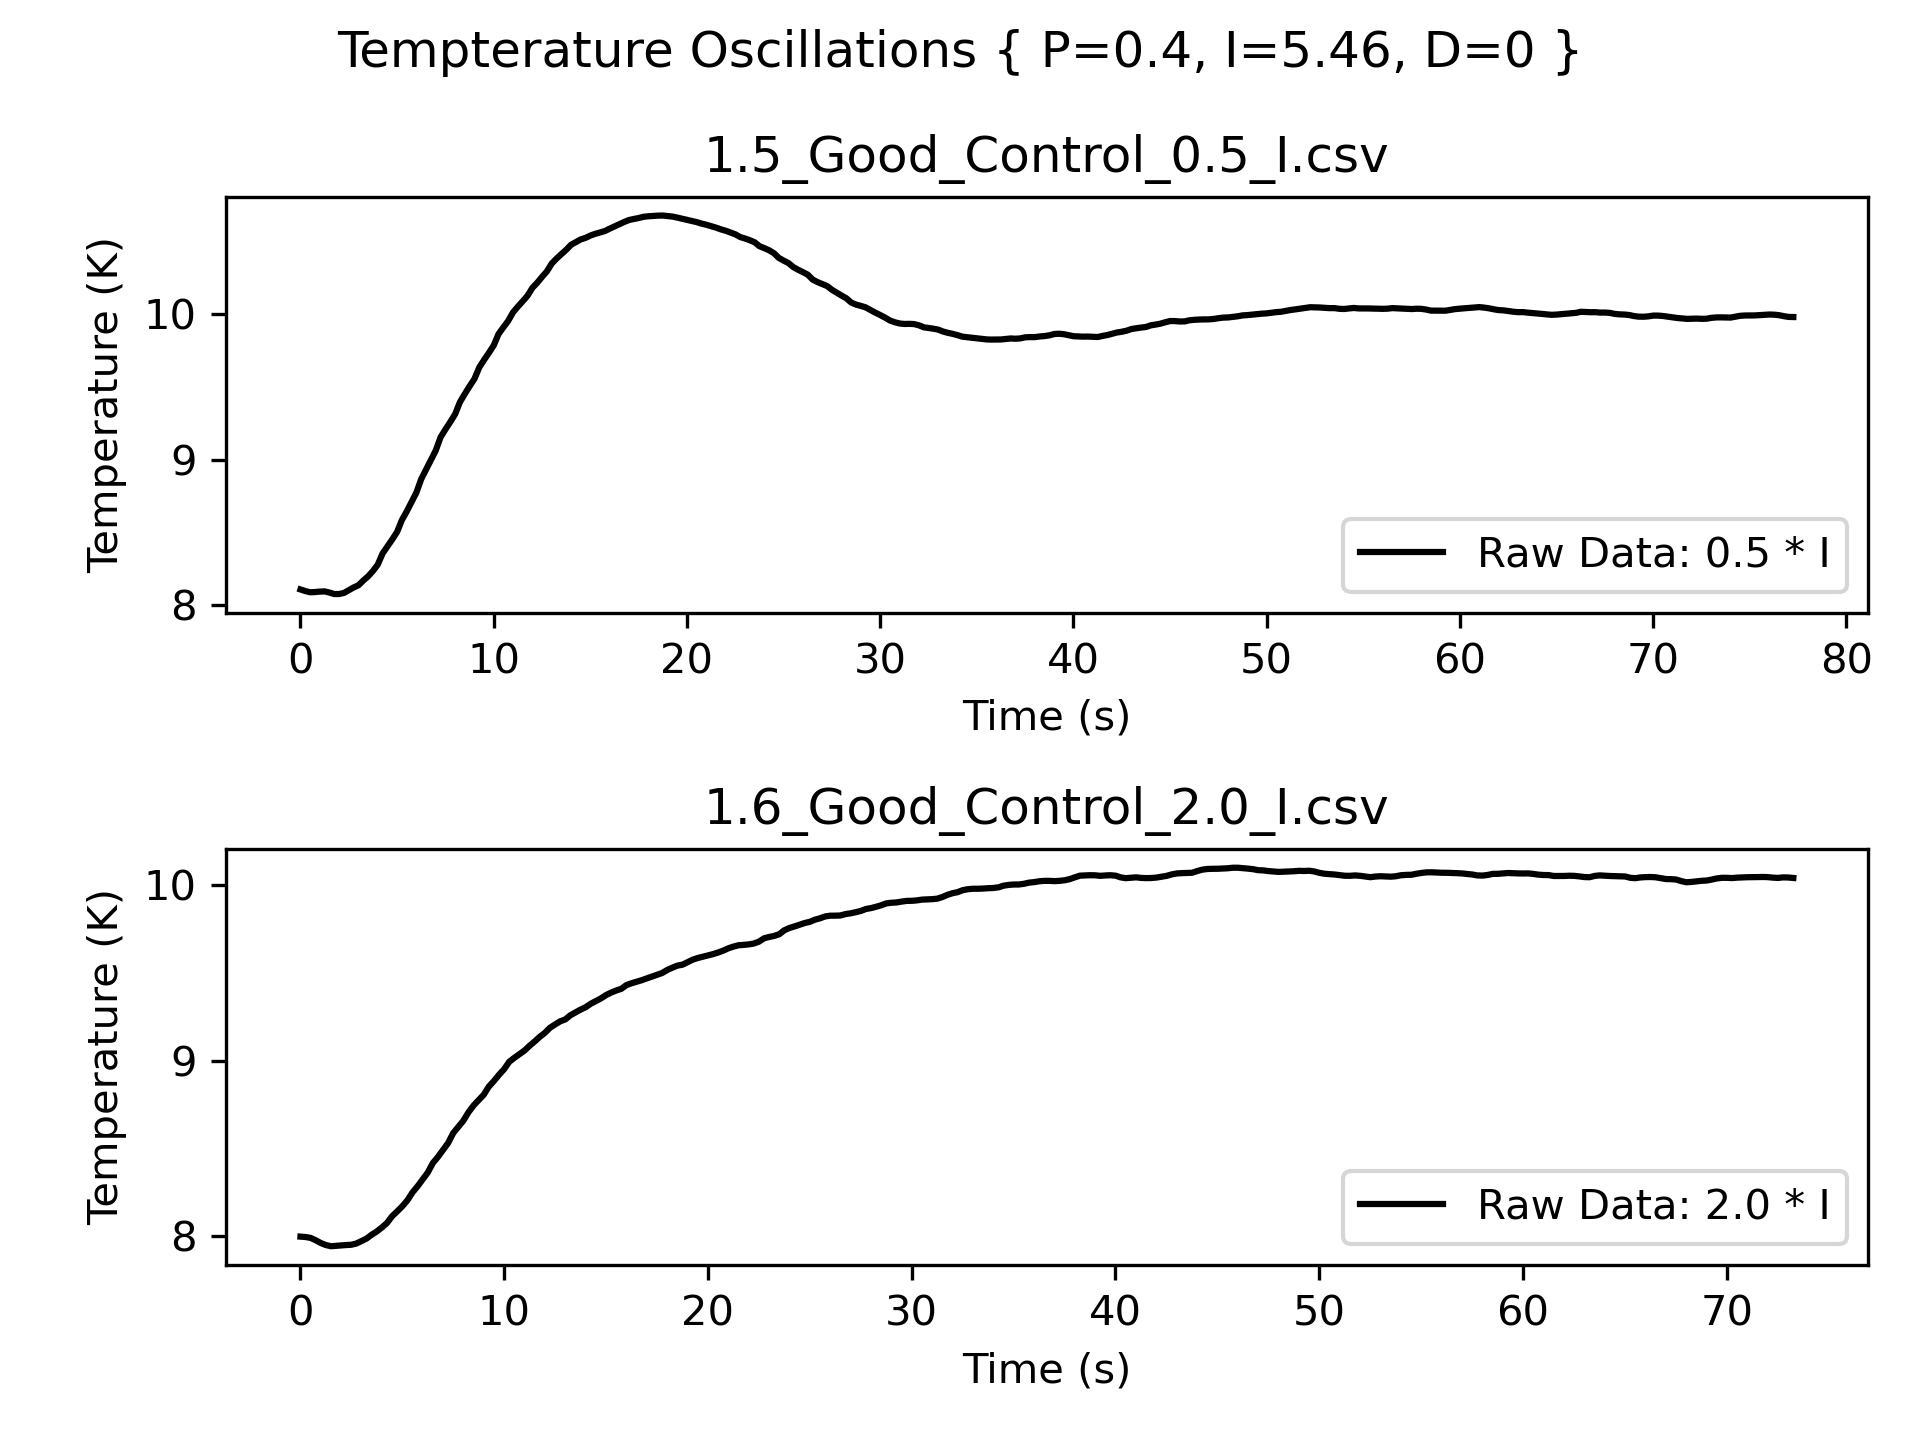 Tempterature Oscillations { P=0.4, I=5.46, D=0 }
1.5_Good_Control_0.5_I.csv
Temperature (K)
10
9
8
Raw Data: 0.5 * I
0 10 20 30 40 50 60 70 80
Time (s)
1.6_Good_Control_2.0_I.csv
Temperature (K)
10
9
8
Raw Data: 2.0 * I
0 10 20 30 40 50 60 70
Time (s)